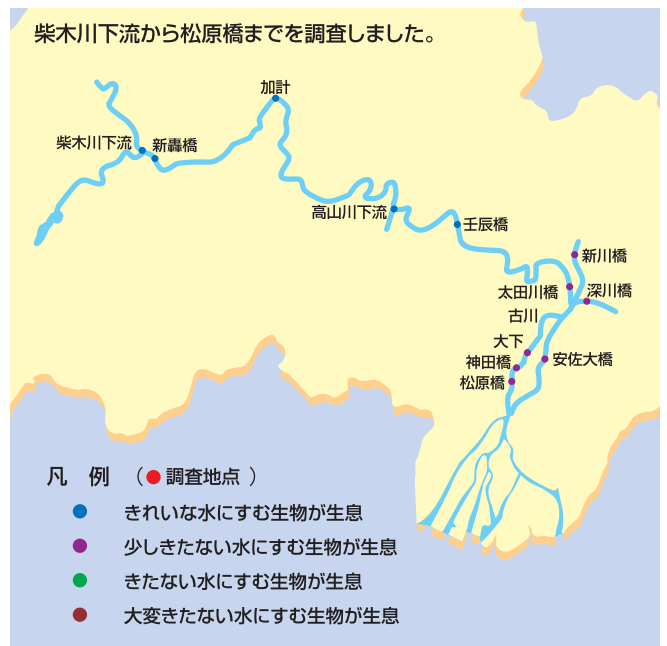 柴木川下流から松原橋までを調査しました。
加計
柴木川下流
新轟橋
高山川下流
壬辰橋
新川橋
太田川橋
深川橋
古川
大下
安佐大橋
神田橋
松原橋
凡 例 （ 調査地点 ）
きれいな水にすむ生物が生息
少しきたない水にすむ生物が生息
きたない水にすむ生物が生息
大変きたない水にすむ生物が生息